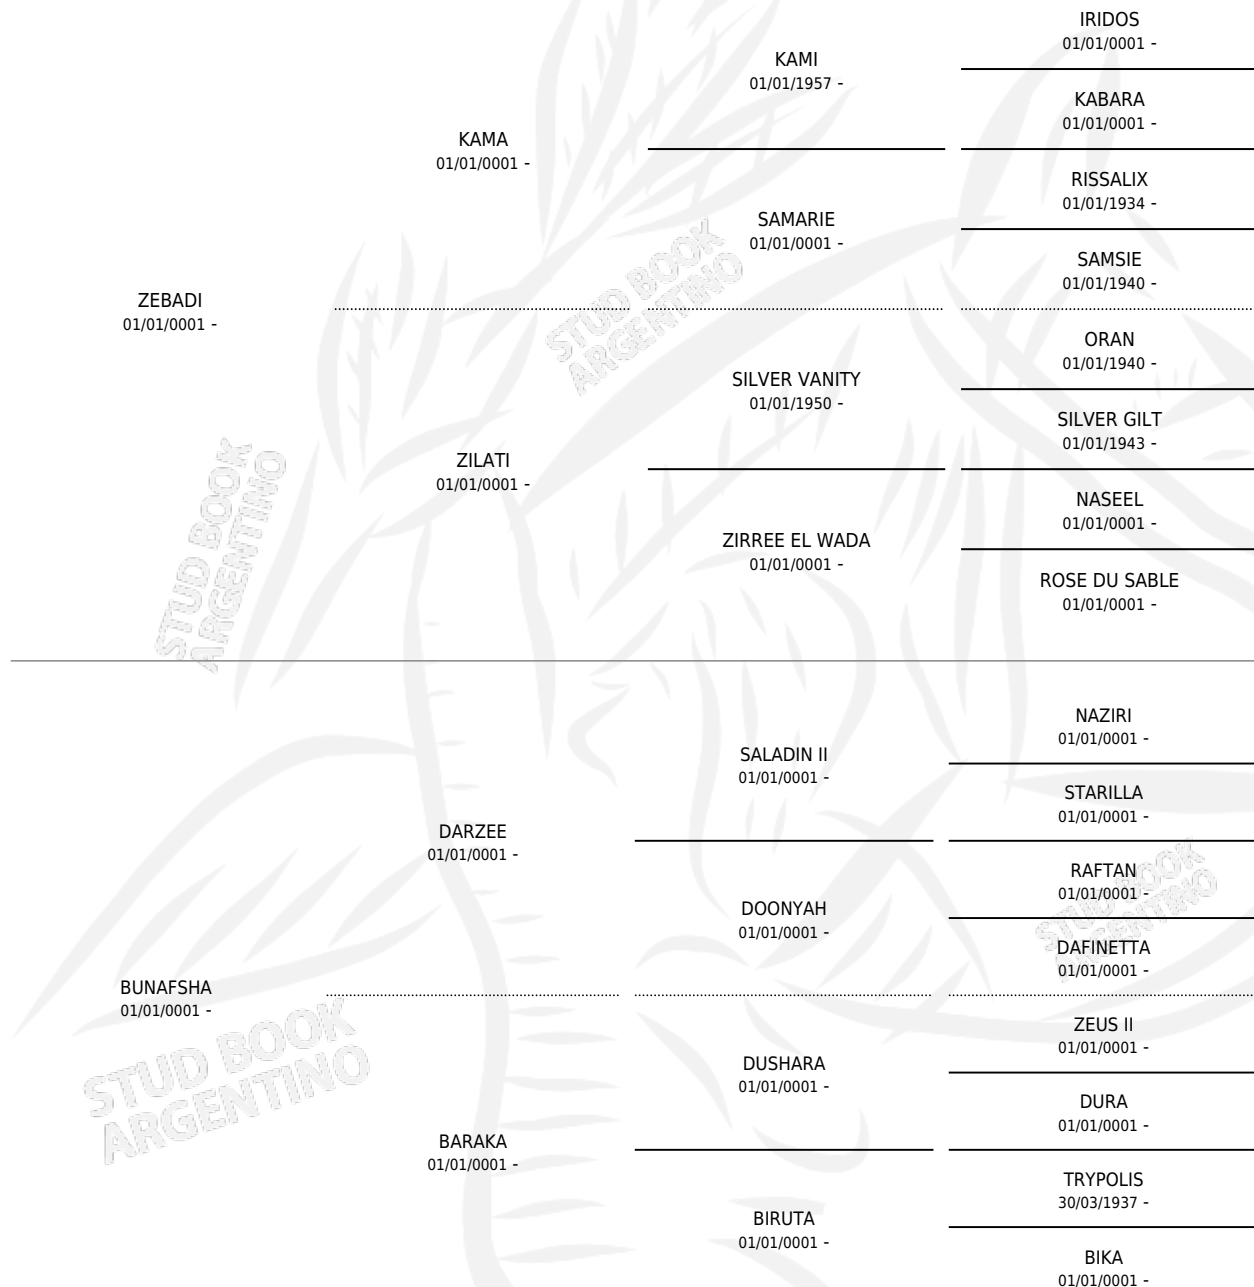 IRIDOS
01/01/0001 -
KAMI
01/01/1957 -
KABARA
01/01/0001 -
KAMA
01/01/0001 -
RISSALIX
01/01/1934 -
SAMARIE
01/01/0001 -
SAMSIE
01/01/1940 -
ZEBADI
01/01/0001 -
ORAN
01/01/1940 -
SILVER VANITY
01/01/1950 -
SILVER GILT
01/01/1943 -
ZILATI
01/01/0001 -
NASEEL
01/01/0001 -
ZIRREE EL WADA
01/01/0001 -
ROSE DU SABLE
01/01/0001 -
STUD BOOK
ARGENTINO
STUD BOOK
ARGENTINO
NAZIRI
01/01/0001 -
SALADIN II
01/01/0001 -
STARILLA
01/01/0001 -
DARZEE
01/01/0001 -
RAFTAN
01/01/0001 -
DOONYAH
01/01/0001 -
DAFINETTA
01/01/0001 -
STUD BOOK
ARGENTINO
BUNAFSHA
01/01/0001 -
ZEUS II
01/01/0001 -
DUSHARA
01/01/0001 -
DURA
01/01/0001 -
STUD BOOK
ARGENTINO
BARAKA
01/01/0001 -
TRYPOLIS
30/03/1937 -
BIRUTA
01/01/0001 -
BIKA
01/01/0001 -